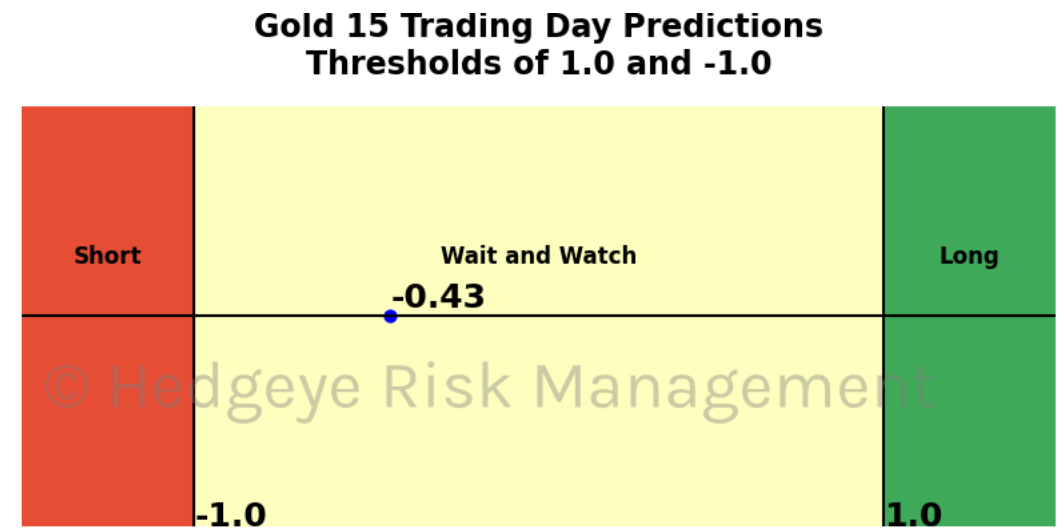 Gold 15 Trading Day Predictions
Thresholds of 1.0 and -1.0
Short
Wait and Watch
Long
-0.43
© Hedgeye Risk Management
-1.0
1.0